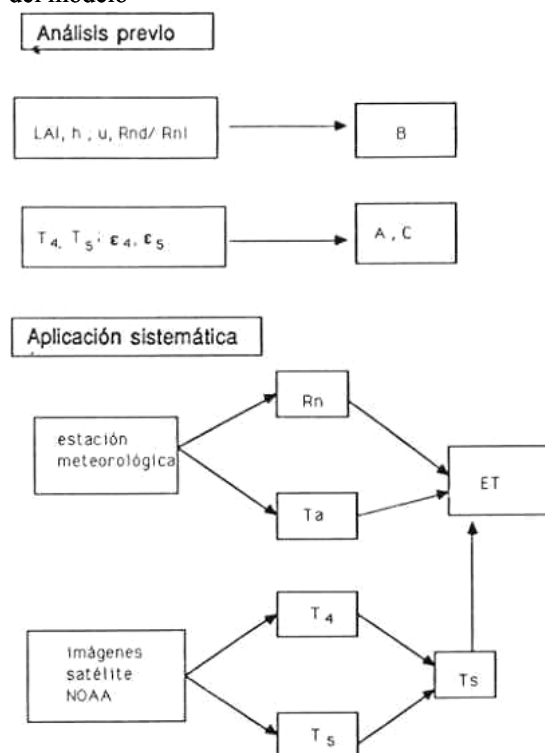 del modelo
Análisis previo
LAI, h ; u, Rnd/ Rnl
B
T4, T5; ε4, ε5
A , C
Aplicación sistemática
Rn
estación
meteorológica
ET
Ta
T4
imágenes
satélite
NOAA
Ts
T5